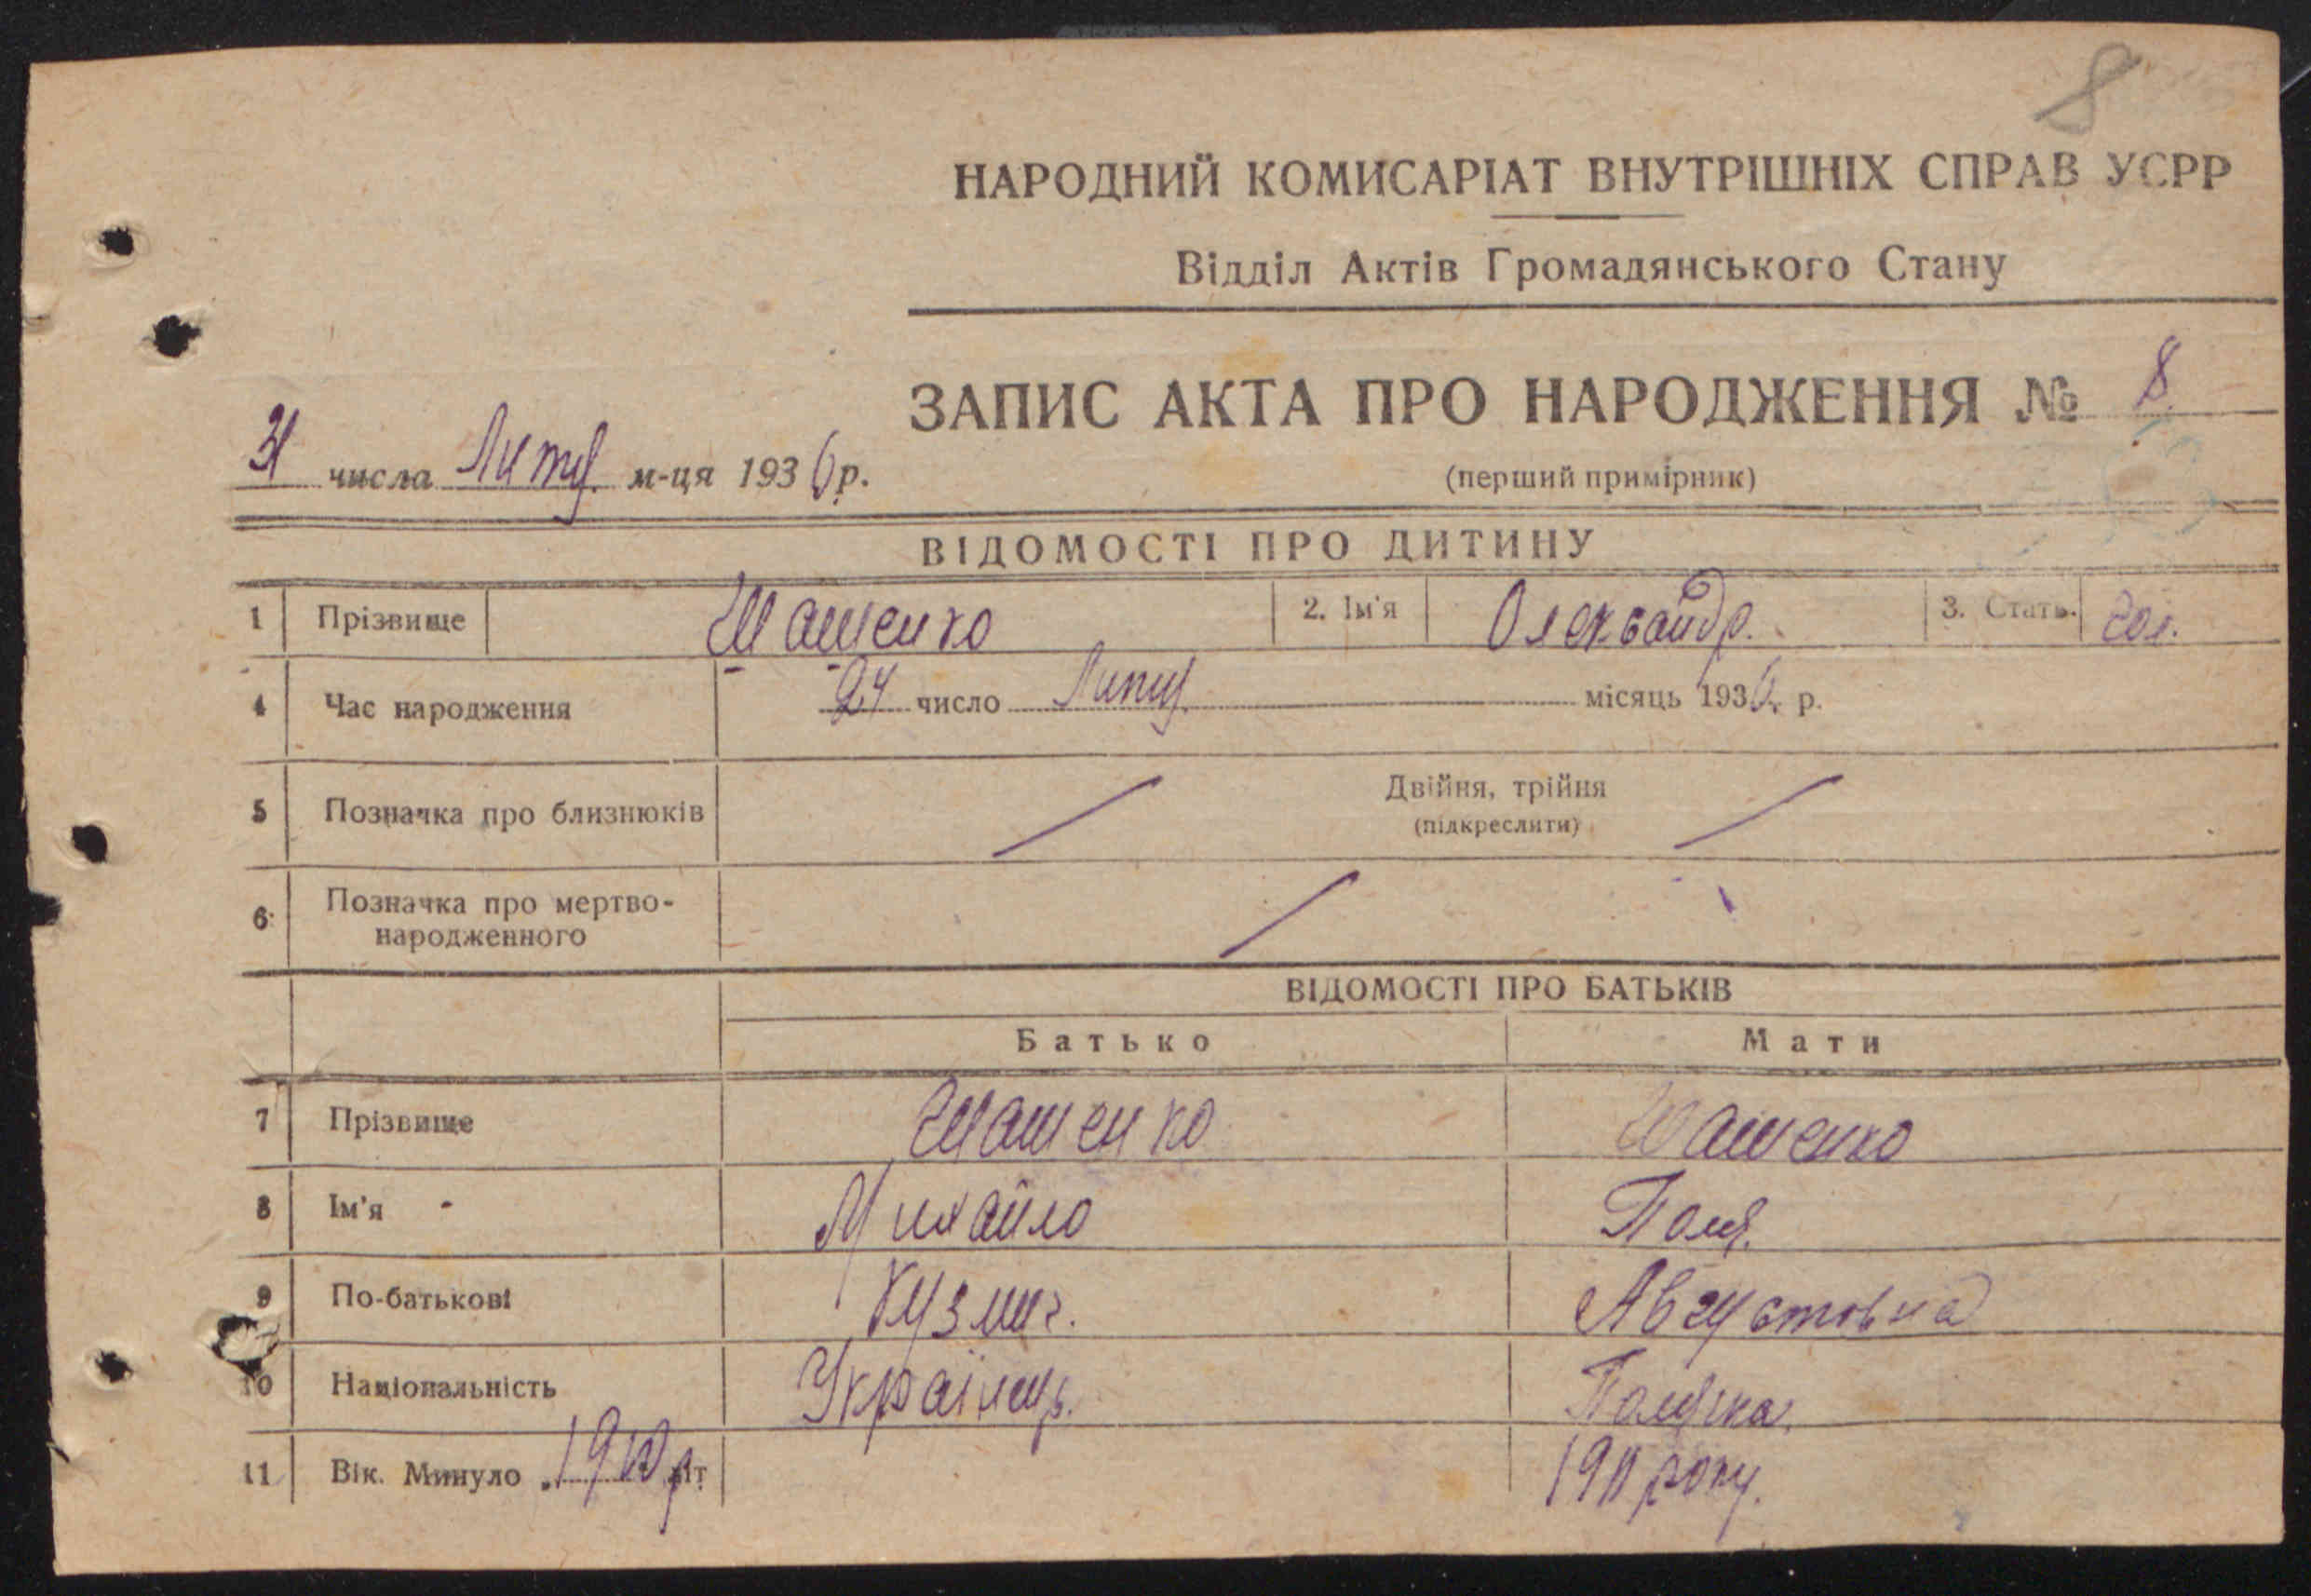 8
НАРОДНИЙ КОМИСАРІАТ ВНУТРІШНІХ СПРАВ УСРР
Відділ Актів Громадянського Стану
ЗАПИС АКТА ПРО НАРОДЖЕННЯ № 8
31 числа м-ця 1936 р.
(перший примірник)
ВІДОМОСТІ ПРО ДИТИНУ
1 Прізвище Шашенко 2. Ім'я Олександр. 3. Стать. чол.
4 Час народження 24 число місяць 1936 р.
5 Позначка про близнюків Двійня, трійня
(підкреслити)
6 Позначка про мертво-
народженного
ВІДОМОСТІ ПРО БАТЬКІВ
Батько Мати
7 Прізвище Шашенко Шашенко
8 Ім'я Михайло Поля.
9 По-батькові Кузмич. Августовна
10 Національність Українець. Полячка.
11 Вік. Минуло 1910 р. літ 1911 року.